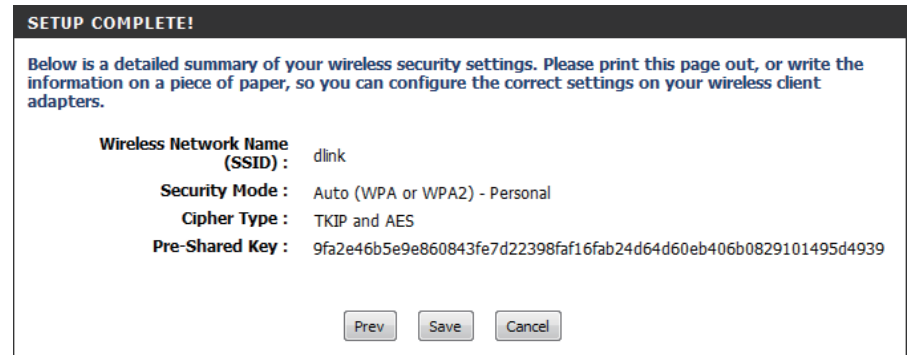 SETUP COMPLETE!
Below is a detailed summary of your wireless security settings. Please print this page out, or write the
information on a piece of paper, so you can configure the correct settings on your wireless client
adapters.
Wireless Network Name
(SSID) : dlink
Security Mode : Auto (WPA or WPA2) - Personal
Cipher Type : TKIP and AES
Pre-Shared Key : 9fa2e46b5e9e860843fe7d22398faf16fab24d64d60eb406b0829101495d4939
Prev Save Cancel